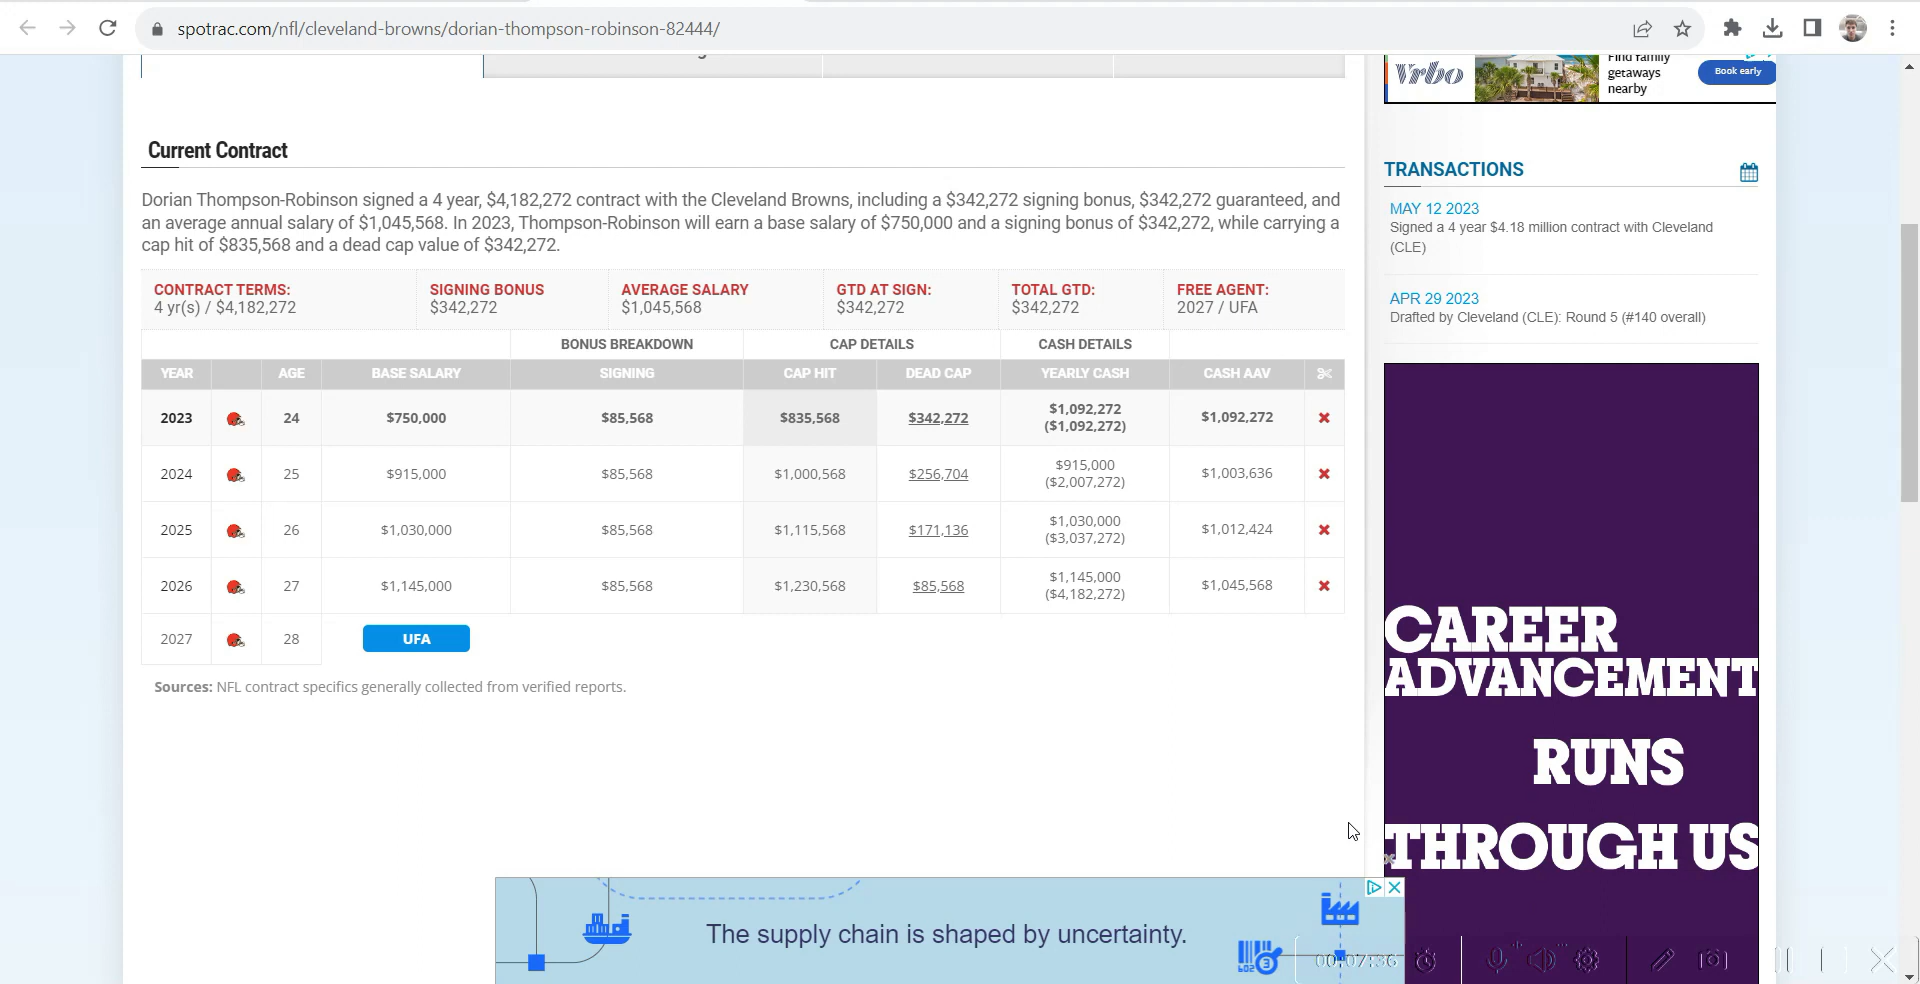 spotrac.com/nfl/cleveland-browns/dorian-thompson-robinson-82444/
Vrbo
Find family
getaways
nearby
Book early
Current Contract
Dorian Thompson-Robinson signed a 4 year, $4,182,272 contract with the Cleveland Browns, including a $342,272 signing bonus, $342,272 guaranteed, and
an average annual salary of $1,045,568. In 2023, Thompson-Robinson will earn a base salary of $750,000 and a signing bonus of $342,272, while carrying a
cap hit of $835,568 and a dead cap value of $342,272.
CONTRACT TERMS: SIGNING BONUS AVERAGE SALARY GTD AT SIGN: TOTAL GTD: FREE AGENT:
4 yr(s) / $4,182,272 $342,272 $1,045,568 $342,272 $342,272 2027 / UFA
BONUS BREAKDOWN CAP DETAILS CASH DETAILS
YEAR AGE BASE SALARY SIGNING CAP HIT DEAD CAP YEARLY CASH CASH AAV
2023 24 $750,000 $85,568 $835,568 $342,272 $1,092,272 $1,092,272
($1,092,272)
2024 25 $915,000 $85,568 $1,000,568 $256,704 $915,000 $1,003,636
($2,007,272)
2025 26 $1,030,000 $85,568 $1,115,568 $171,136 $1,030,000 $1,012,424
($3,037,272)
2026 27 $1,145,000 $85,568 $1,230,568 $85,568 $1,145,000 $1,045,568
($4,182,272)
2027 28 UFA
Sources: NFL contract specifics generally collected from verified reports.
TRANSACTIONS
MAY 12 2023
Signed a 4 year $4.18 million contract with Cleveland
(CLE)
APR 29 2023
Drafted by Cleveland (CLE): Round 5 (#140 overall)
CAREER
ADVANCEMENT
RUNS
THROUGH US
The supply chain is shaped by uncertainty.
00:07:36